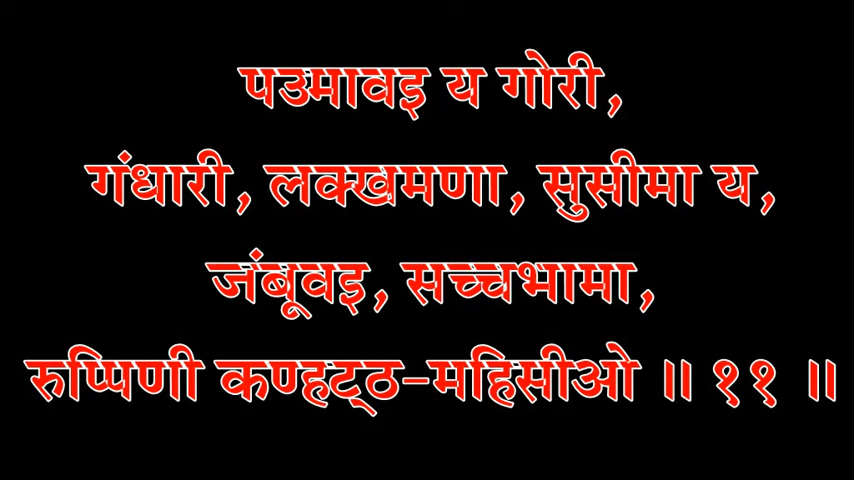 पउमावइ य गोरी,
गंधारी, लक्खमणा, सुसीमा य,
जंबूवइ, सच्चभामा,
रुप्पिणी कण्हट्ठ-महिसीओ ॥ ११ ॥